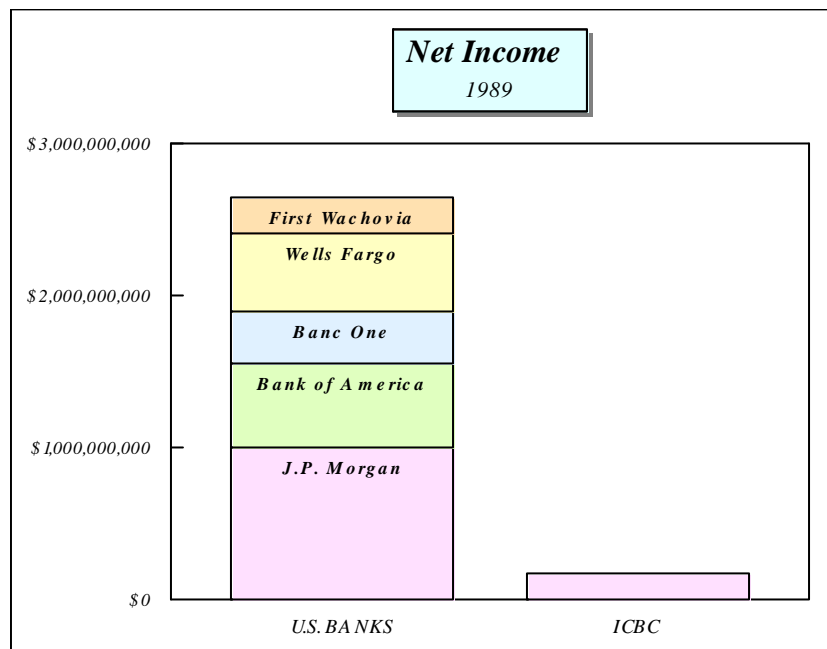 Net Income
1989
$3,000,000,000
First Wachovia
Wells Fargo
$2,000,000,000
Banc One
Bank of America
$1,000,000,000
J.P. Morgan
$0
U.S. BANKS
ICBC